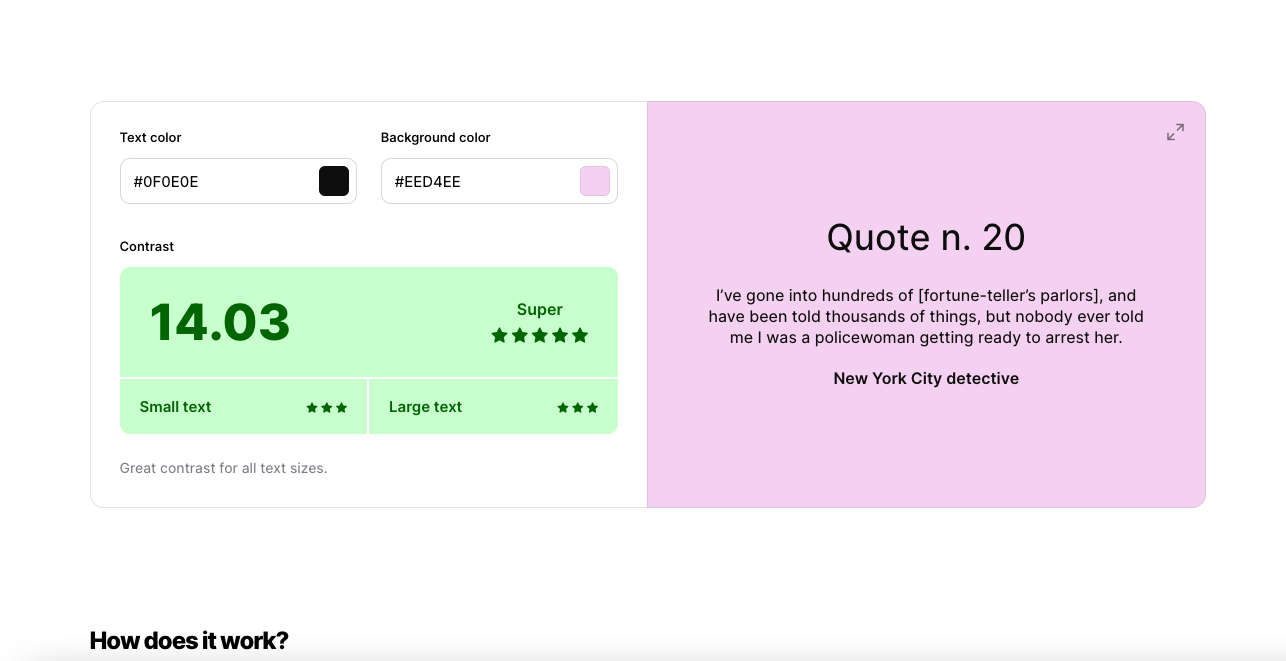 Text color
#0F0E0E
Background color
#EED4EE
Contrast
14.03
Super
Small text
Large text
Great contrast for all text sizes.
Quote n. 20
I’ve gone into hundreds of [fortune-teller’s parlors], and
have been told thousands of things, but nobody ever told
me I was a policewoman getting ready to arrest her.
New York City detective
How does it work?